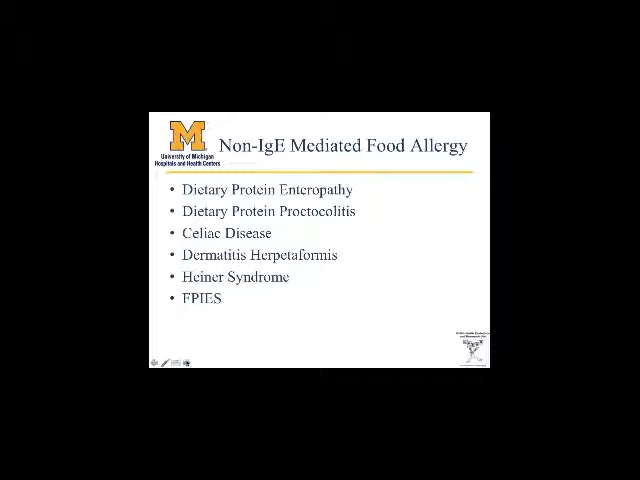 M
University of Michigan
Hospitals and Health Centers
Non-IgE Mediated Food Allergy
• Dietary Protein Enteropathy
• Dietary Protein Proctocolitis
• Celiac Disease
• Dermatitis Herpetaformis
• Heiner Syndrome
• FPIES